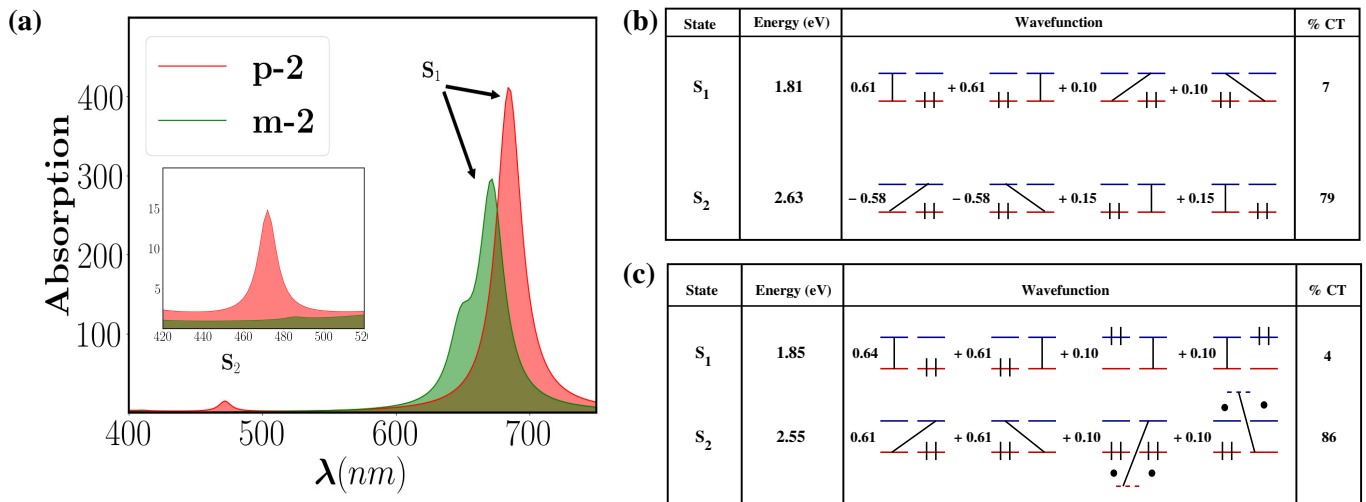 (a)
Absorption
400
300
200
100
p-2
m-2
S1
15
10
5
420 440 460 480 500 520
S2
400 500 600 700
λ(nm)
(b)
State Energy (eV) Wavefunction % CT
S1 1.81 0.61 + 0.61 + 0.10 + 0.10 7
S2 2.63 − 0.58 − 0.58 + 0.15 + 0.15 79
(c)
State Energy (eV) Wavefunction % CT
S1 1.85 0.64 + 0.61 + 0.10 + 0.10 4
S2 2.55 0.61 + 0.61 + 0.10 + 0.10 86